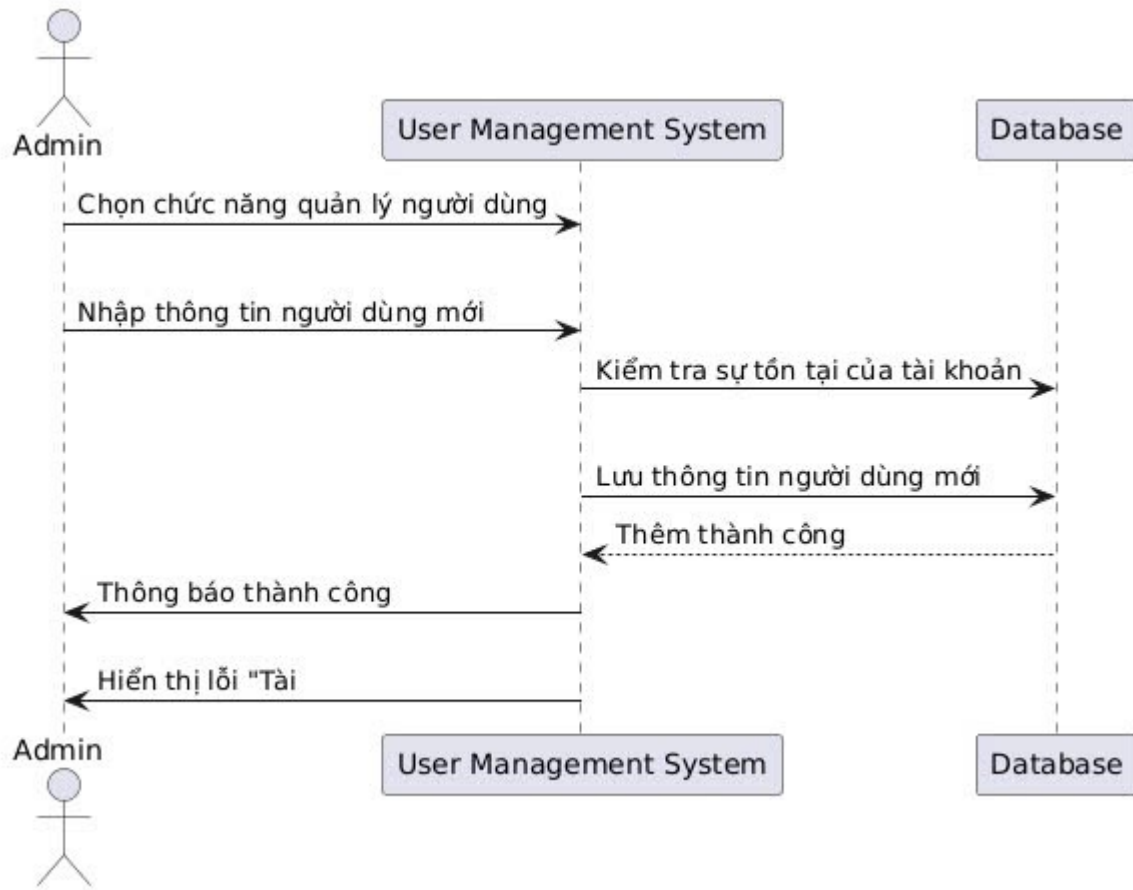 Admin
User Management System
Database
Chọn chức năng quản lý người dùng
Nhập thông tin người dùng mới
Kiểm tra sự tồn tại của tài khoản
Lưu thông tin người dùng mới
Thêm thành công
Thông báo thành công
Hiển thị lỗi "Tài
Admin
User Management System
Database